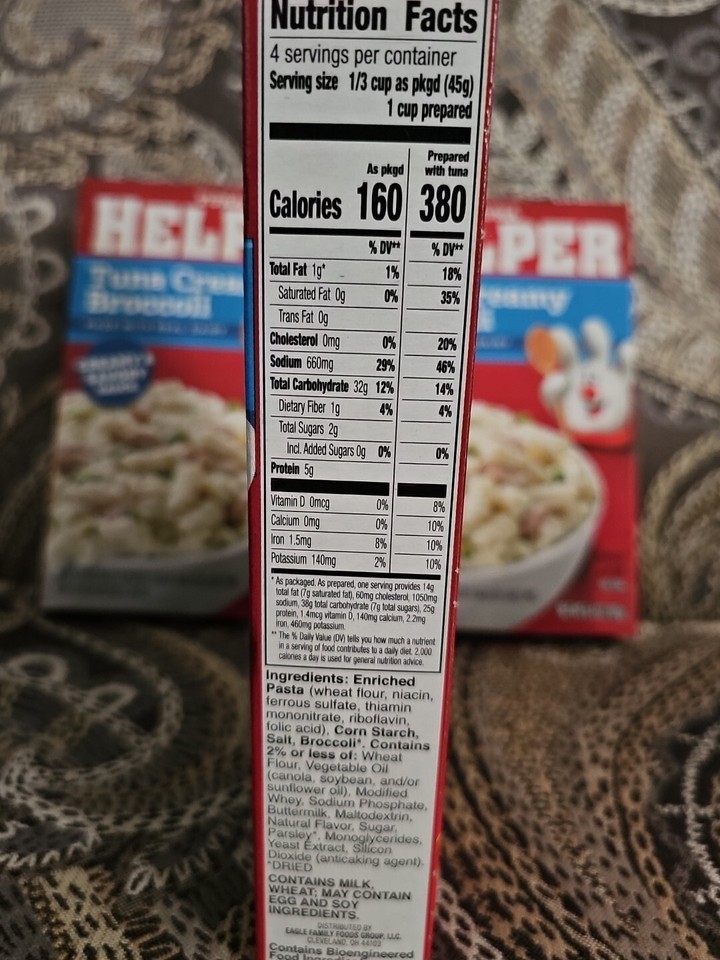 Nutrition Facts
4 servings per container
Serving size 1/3 cup as pkgd (45g)
1 cup prepared
As pkgd
Prepared
with tuna
Calories 160 380
% DV** % DV**
Total Fat 1g* 1% 18%
Saturated Fat 0g 0% 35%
Trans Fat 0g
Cholesterol 0mg 0% 20%
Sodium 660mg 29% 46%
Total Carbohydrate 32g 12% 14%
Dietary Fiber 1g 4% 4%
Total Sugars 2g
Incl. Added Sugars 0g 0% 0%
Protein 5g
Vitamin D 0mcg 0% 8%
Calcium 0mg 0% 10%
Iron 1.5mg 8% 10%
Potassium 140mg 2% 10%
* As packaged. As prepared, one serving provides 14g
total fat (7g saturated fat), 60mg cholesterol, 1050mg
sodium, 38g total carbohydrate (7g total sugars), 25g
protein, 1.4mcg vitamin D, 140mg calcium, 2.2mg
iron, 460mg potassium.
** The % Daily Value (DV) tells you how much a nutrient
in a serving of food contributes to a daily diet. 2,000
calories a day is used for general nutrition advice.
Ingredients: Enriched
Pasta (wheat flour, niacin,
ferrous sulfate, thiamin
mononitrate, riboflavin,
folic acid), Corn Starch,
Salt, Broccoli*. Contains
2% or less of: Wheat
Flour, Vegetable Oil
(canola, soybean, and/or
sunflower oil), Modified
Whey, Sodium Phosphate,
Buttermilk, Maltodextrin,
Natural Flavor, Sugar,
Parsley*, Monoglycerides,
Yeast Extract, Silicon
Dioxide (anticaking agent).
*DRIED
CONTAINS MILK,
WHEAT; MAY CONTAIN
EGG AND SOY
INGREDIENTS.
DISTRIBUTED BY
EAGLE FAMILY FOODS GROUP, LLC.
CLEVELAND, OH 44103
Contains Bioengineered
Food
HEL
Tuna Crea
Broccoli
LPER
reamy